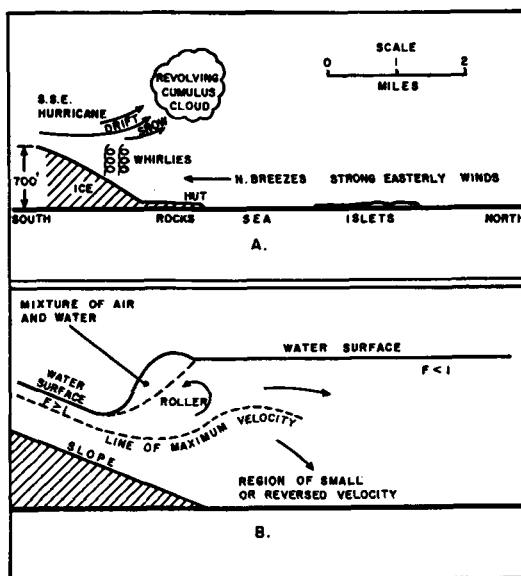 SCALE
0 1 2
MILES
REVOLVING
CUMULUS
CLOUD
S.S.E.
HURRICANE
DRIFT
SNOW
WHIRLIES
700'
ICE
N. BREEZES STRONG EASTERLY WINDS
HUT
SOUTH ROCKS SEA ISLETS NORTH
A.
MIXTURE OF AIR
AND WATER
WATER SURFACE
F < 1
WATER
SURFACE
F > 1
ROLLER
LINE OF MAXIMUM VELOCITY
SLOPE
REGION OF SMALL
OR REVERSED VELOCITY
B.